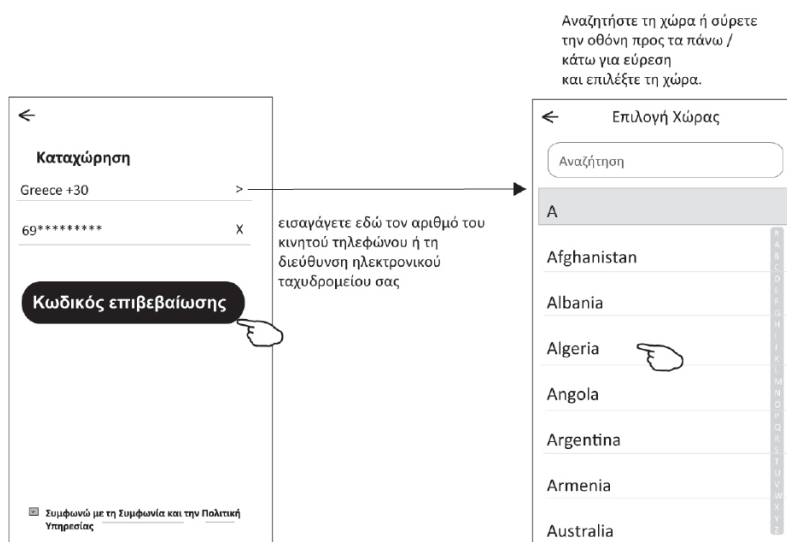 Αναζητήστε τη χώρα ή σύρετε
την οθόνη προς τα πάνω /
κάτω για εύρεση
και επιλέξτε τη χώρα.
←
Καταχώρηση
Greece +30 >
69********* X
Κωδικός επιβεβαίωσης
Συμφωνώ με τη Συμφωνία και την Πολιτική
Υπηρεσίας
εισαγάγετε εδώ τον αριθμό του
κινητού τηλεφώνου ή τη
διεύθυνση ηλεκτρονικού
ταχυδρομείου σας
← Επιλογή Χώρας
Αναζήτηση
A
Afghanistan
Albania
Algeria
Angola
Argentina
Armenia
Australia
#
A
B
C
D
E
F
G
H
I
J
K
L
M
N
O
P
Q
R
S
T
U
V
W
X
Y
Z